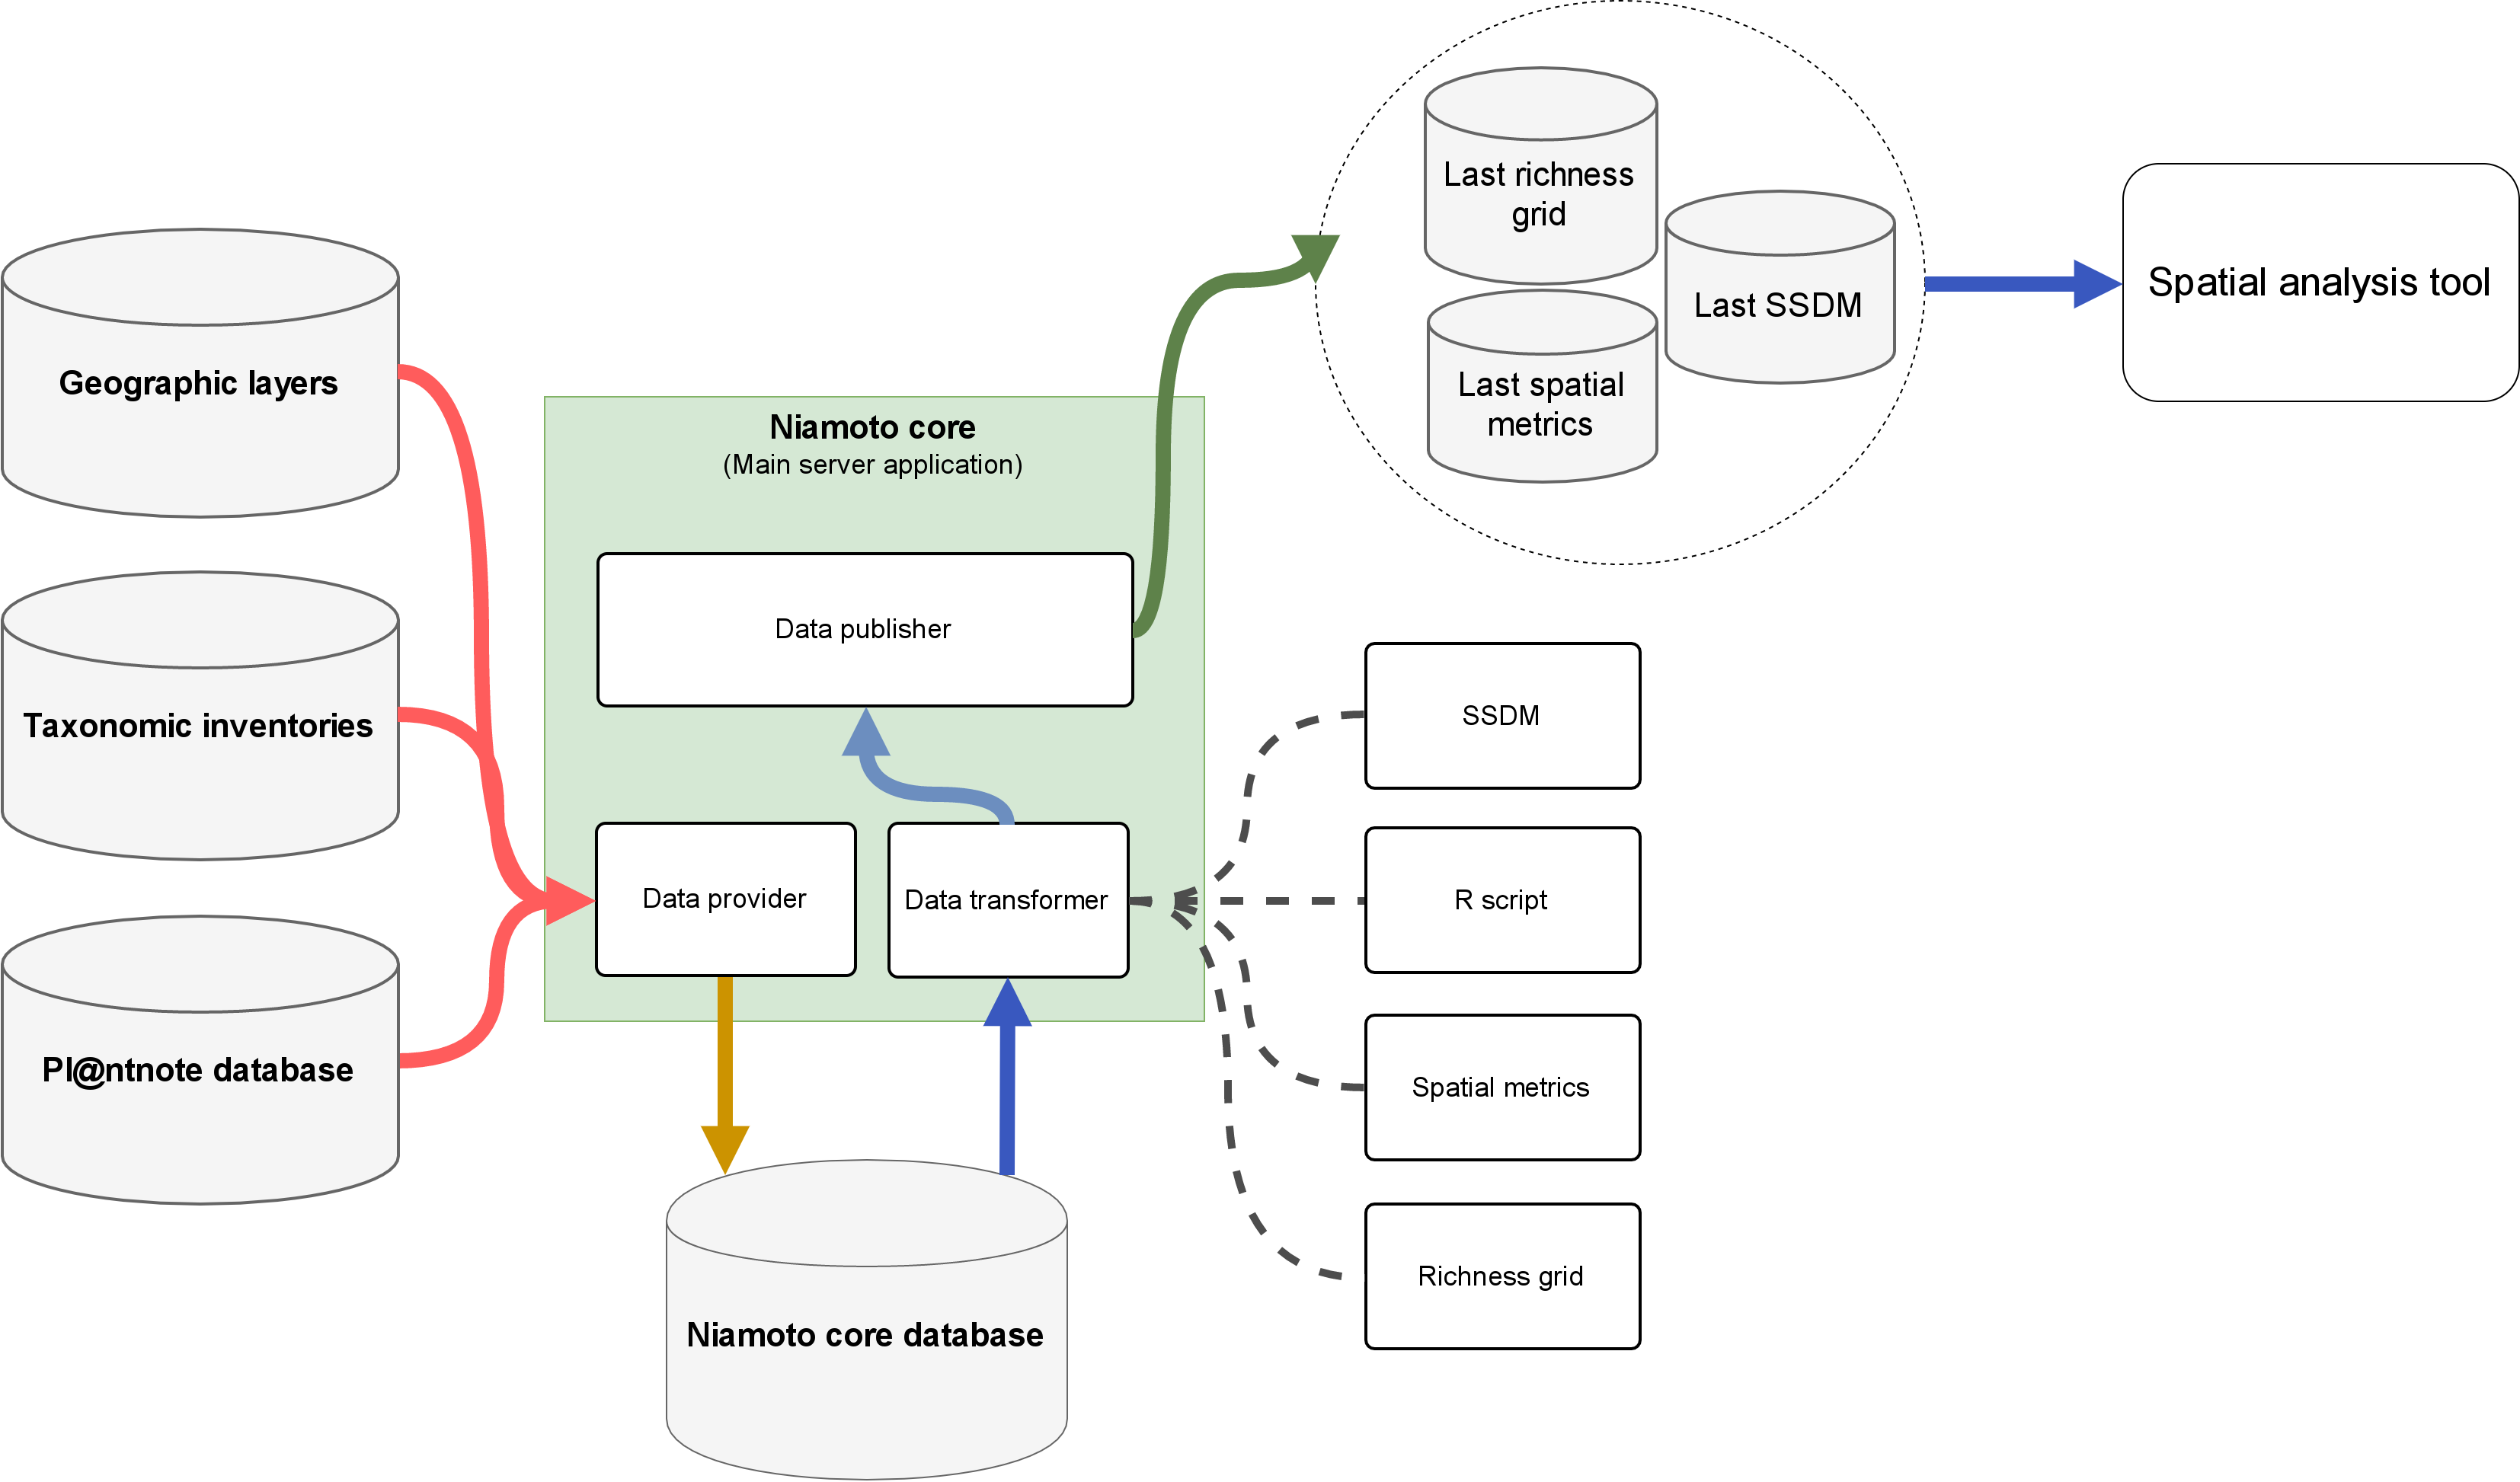 Last richness
grid
Last SSDM
Last spatial
metrics
Spatial analysis tool
Geographic layers
Taxonomic inventories
Pl@ntnote database
Niamoto core
(Main server application)
Data publisher
Data provider
Data transformer
SSDM
R script
Spatial metrics
Richness grid
Niamoto core database